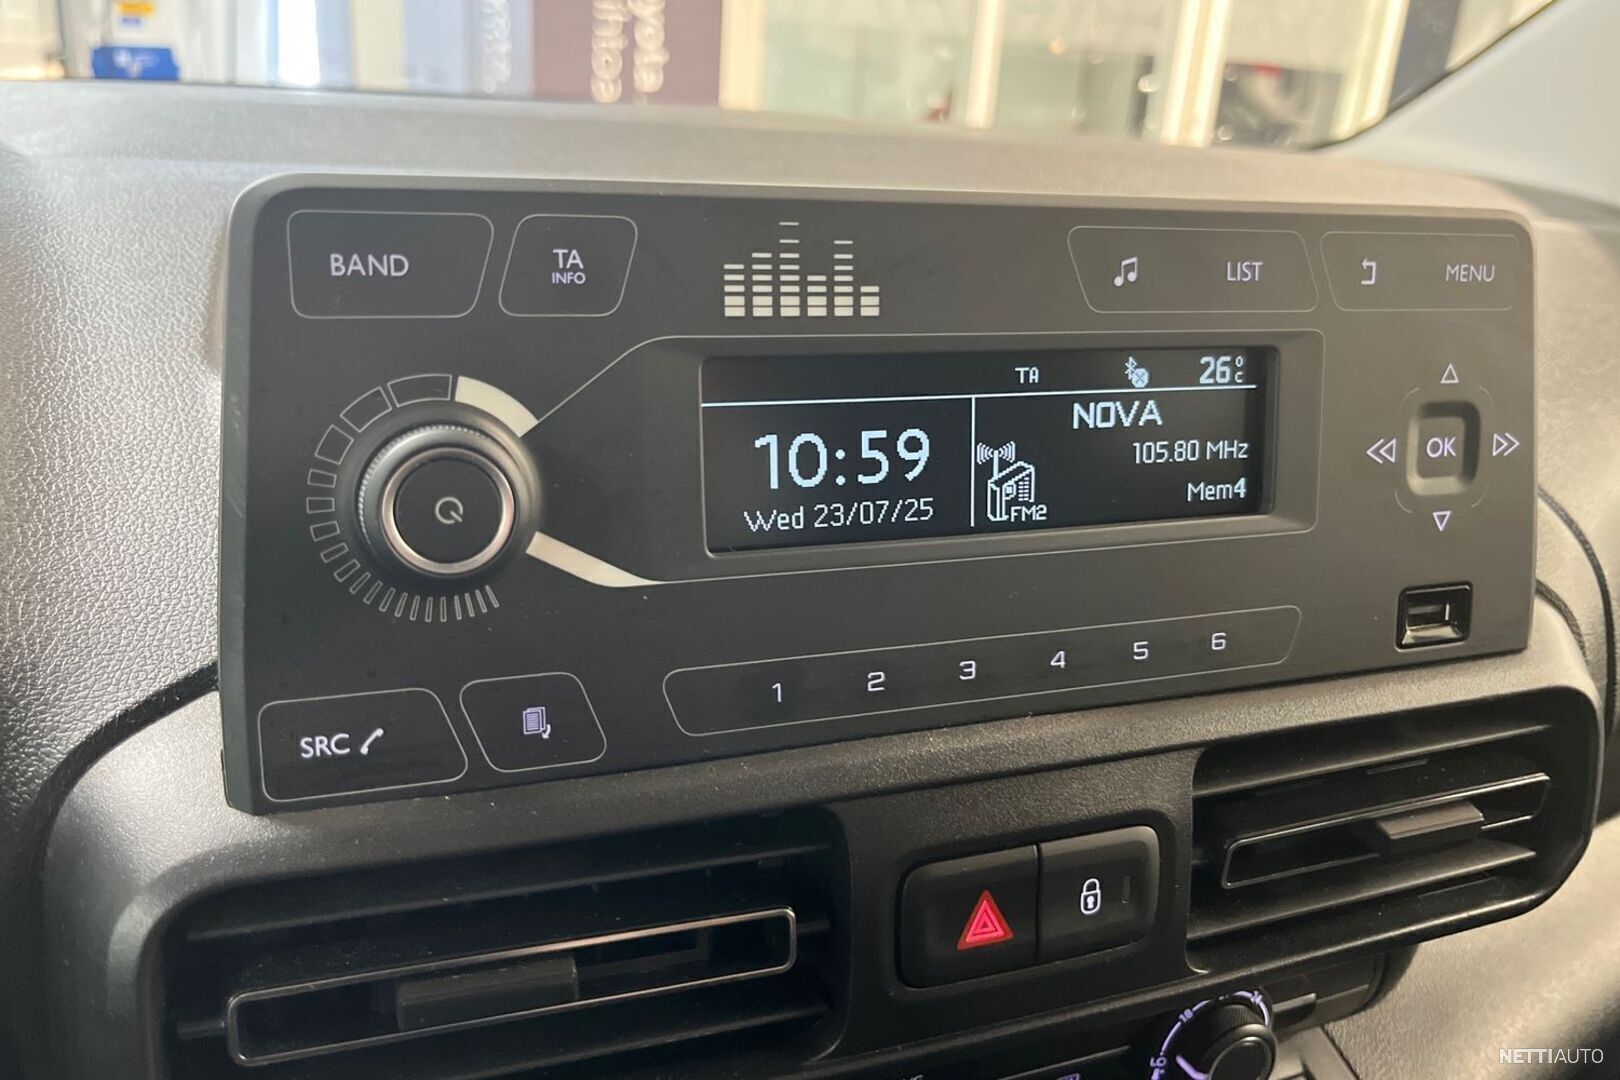 BAND
TA
INFO
LIST
MENU
TA 26°C
NOVA
10:59
105.80 MHz
Mem4
Wed 23/07/25
FM2
OK
1 2 3 4 5 6
SRC
18
NETTIAUTO